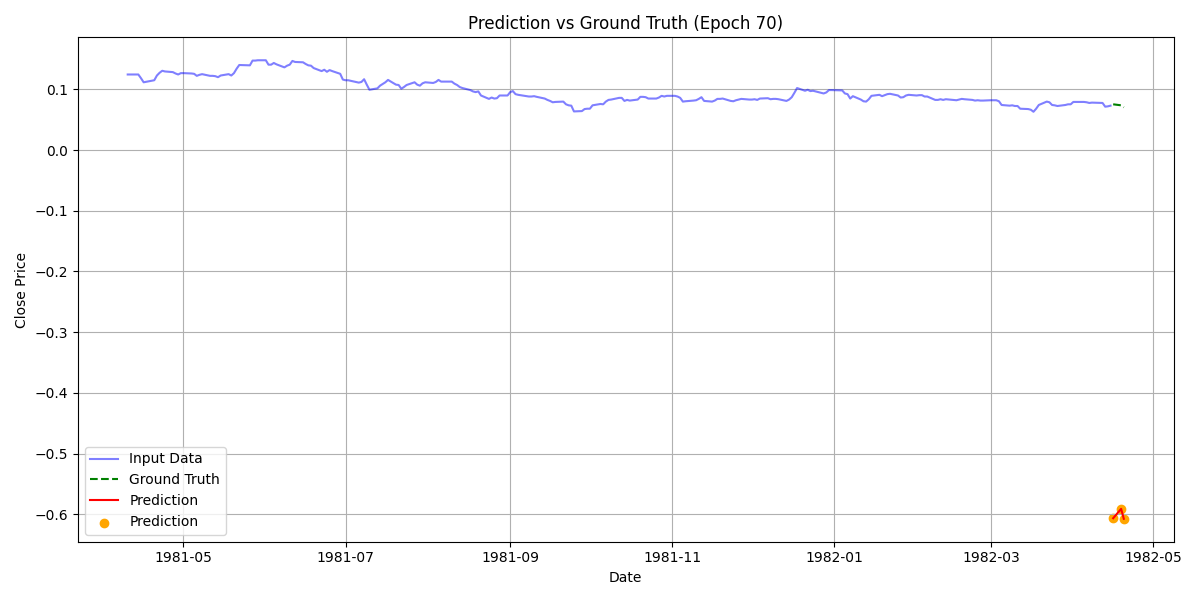 Prediction vs Ground Truth (Epoch 70)
Close Price
0.1
0.0
−0.1
−0.2
−0.3
−0.4
−0.5
−0.6
Input Data
Ground Truth
Prediction
Prediction
1981-05
1981-07
1981-09
1981-11
1982-01
1982-03
1982-05
Date